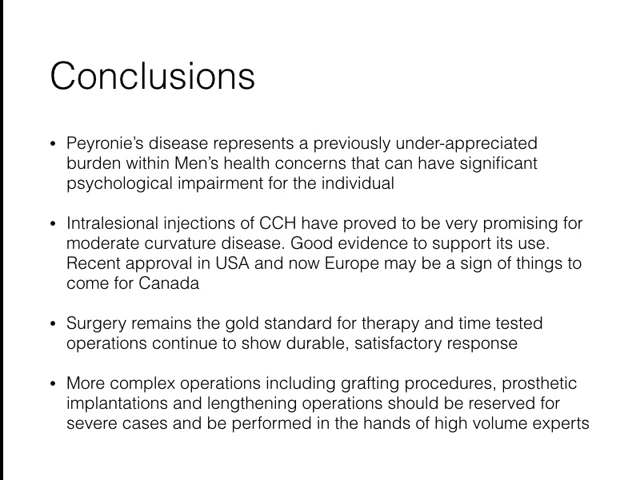 Conclusions
• Peyronie's disease represents a previously under-appreciated
burden within Men's health concerns that can have significant
psychological impairment for the individual
• Intralesional injections of CCH have proved to be very promising for
moderate curvature disease. Good evidence to support its use.
Recent approval in USA and now Europe may be a sign of things to
come for Canada
• Surgery remains the gold standard for therapy and time tested
operations continue to show durable, satisfactory response
• More complex operations including grafting procedures, prosthetic
implantations and lengthening operations should be reserved for
severe cases and be performed in the hands of high volume experts